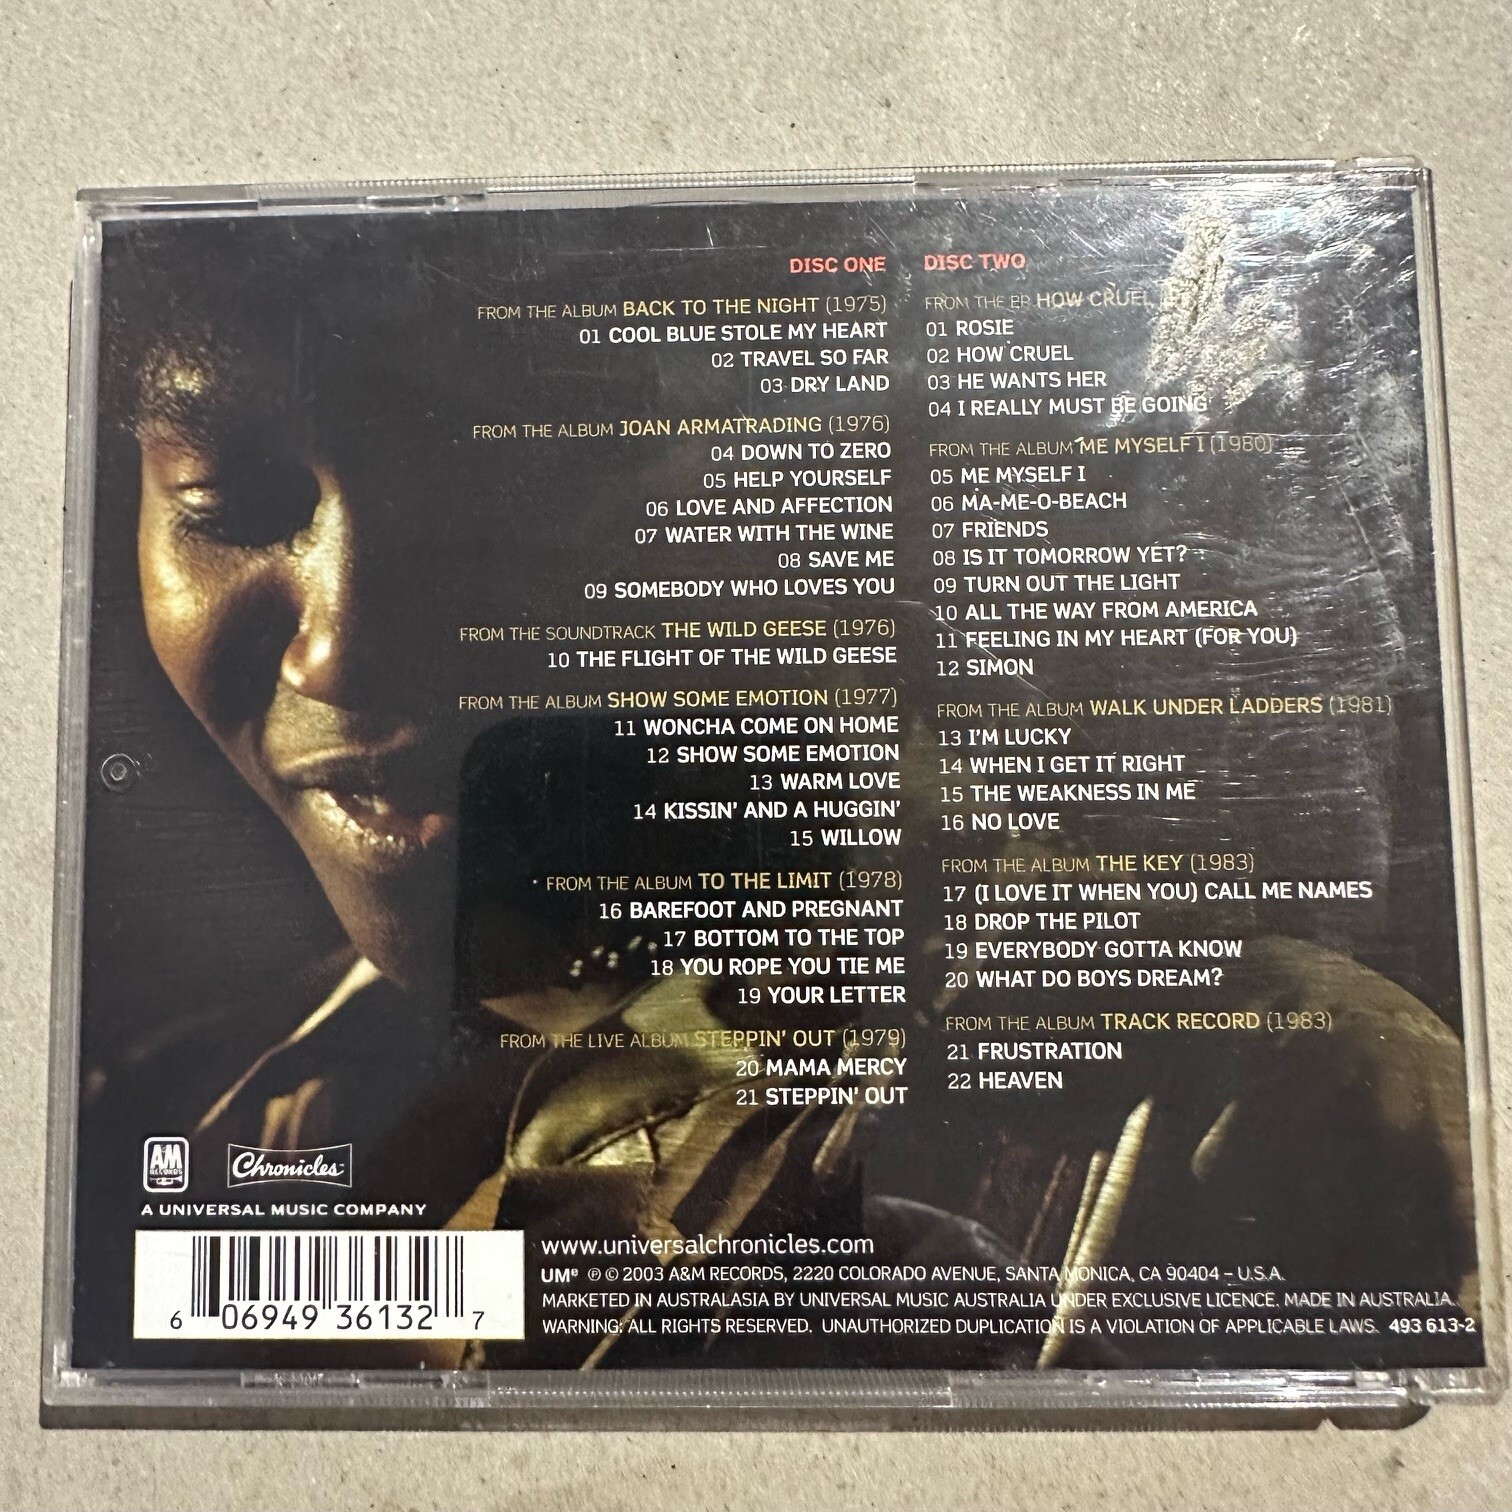 DISC ONE
FROM THE ALBUM BACK TO THE NIGHT (1975)
01 COOL BLUE STOLE MY HEART
02 TRAVEL SO FAR
03 DRY LAND
FROM THE ALBUM JOAN ARMATRADING (1976)
04 DOWN TO ZERO
05 HELP YOURSELF
06 LOVE AND AFFECTION
07 WATER WITH THE WINE
08 SAVE ME
09 SOMEBODY WHO LOVES YOU
FROM THE SOUNDTRACK THE WILD GEESE (1976)
10 THE FLIGHT OF THE WILD GEESE
FROM THE ALBUM SHOW SOME EMOTION (1977)
11 WONCHA COME ON HOME
12 SHOW SOME EMOTION
13 WARM LOVE
14 KISSIN' AND A HUGGIN'
15 WILLOW
FROM THE ALBUM TO THE LIMIT (1978)
16 BAREFOOT AND PREGNANT
17 BOTTOM TO THE TOP
18 YOU ROPE YOU TIE ME
19 YOUR LETTER
FROM THE LIVE ALBUM STEPPIN' OUT (1979)
20 MAMA MERCY
21 STEPPIN' OUT
DISC TWO
FROM THE EP HOW CRUEL
01 ROSIE
02 HOW CRUEL
03 HE WANTS HER
04 I REALLY MUST BE GOING
FROM THE ALBUM ME MYSELF I (1980)
05 ME MYSELF I
06 MA-ME-O-BEACH
07 FRIENDS
08 IS IT TOMORROW YET?
09 TURN OUT THE LIGHT
10 ALL THE WAY FROM AMERICA
11 FEELING IN MY HEART (FOR YOU)
12 SIMON
FROM THE ALBUM WALK UNDER LADDERS (1981)
13 I'M LUCKY
14 WHEN I GET IT RIGHT
15 THE WEAKNESS IN ME
16 NO LOVE
FROM THE ALBUM THE KEY (1983)
17 (I LOVE IT WHEN YOU) CALL ME NAMES
18 DROP THE PILOT
19 EVERYBODY GOTTA KNOW
20 WHAT DO BOYS DREAM?
FROM THE ALBUM TRACK RECORD (1983)
21 FRUSTRATION
22 HEAVEN
A&M RECORDS
Chronicles
A UNIVERSAL MUSIC COMPANY
6 06949 36132 7
www.universalchronicles.com
UMe ℗ © 2003 A&M RECORDS, 2220 COLORADO AVENUE, SANTA MONICA, CA 90404 – U.S.A.
MARKETED IN AUSTRALASIA BY UNIVERSAL MUSIC AUSTRALIA UNDER EXCLUSIVE LICENCE. MADE IN AUSTRALIA.
WARNING: ALL RIGHTS RESERVED. UNAUTHORIZED DUPLICATION IS A VIOLATION OF APPLICABLE LAWS. 493 613-2